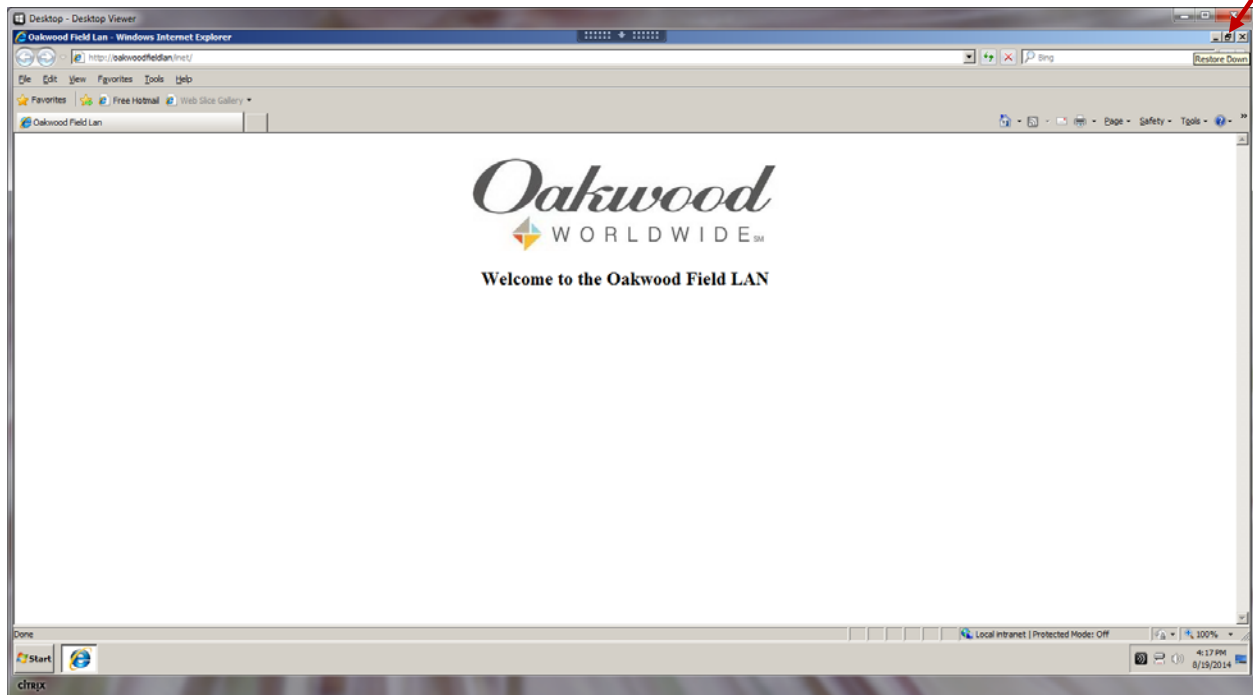 Desktop - Desktop Viewer
Oakwood Field Lan - Windows Internet Explorer
http://oakwoodfieldlan/inet/
Bing
Restore Down
File Edit View Favorites Tools Help
Favorites Free Hotmail Web Slice Gallery
Oakwood Field Lan
Page Safety Tools
Oakwood
WORLDWIDE SM
Welcome to the Oakwood Field LAN
Done
Local intranet | Protected Mode: Off
100%
Start
4:17 PM
8/19/2014
citrix